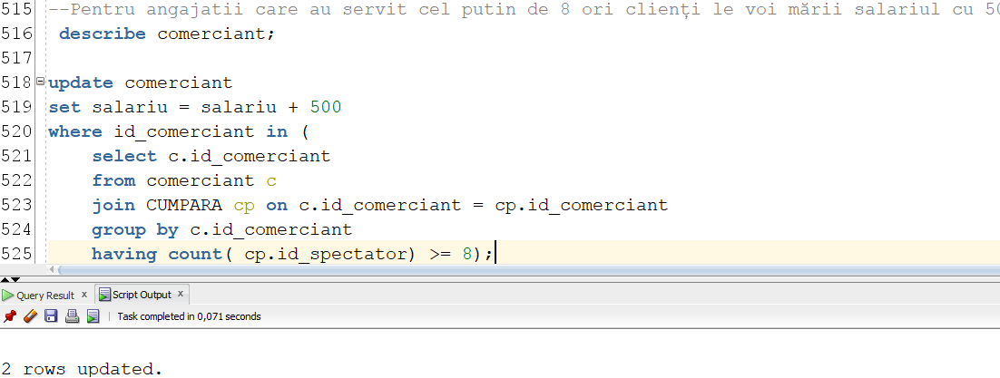 515 --Pentru angajatii care au servit cel putin de 8 ori clienți le voi mării salariul cu 50
516 describe comerciant;
517
518 update comerciant
519 set salariu = salariu + 500
520 where id_comerciant in (
521 select c.id_comerciant
522 from comerciant c
523 join CUMPARA cp on c.id_comerciant = cp.id_comerciant
524 group by c.id_comerciant
525 having count( cp.id_spectator) >= 8);
Query Result x Script Output x
Task completed in 0,071 seconds
2 rows updated.